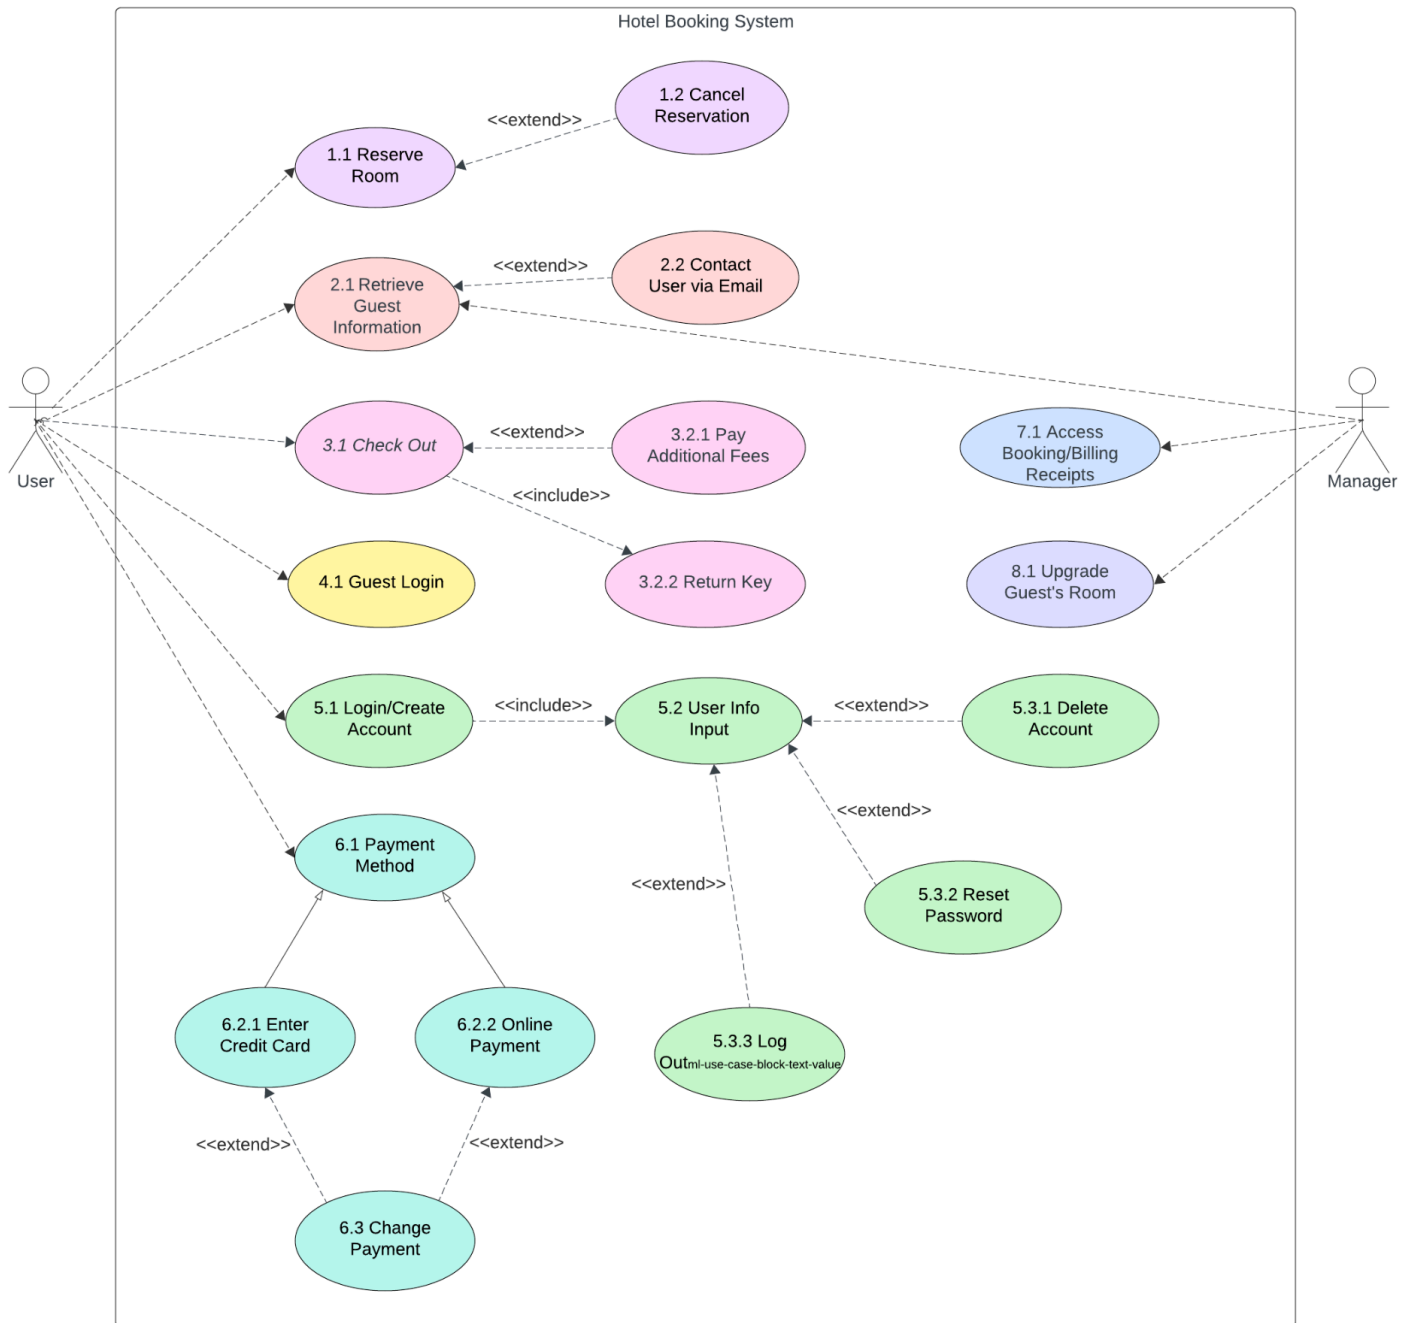 Hotel Booking System
1.2 Cancel
Reservation
<<extend>>
1.1 Reserve
Room
2.2 Contact
User via Email
<<extend>>
2.1 Retrieve
Guest
Information
3.1 Check Out
<<extend>>
3.2.1 Pay
Additional Fees
7.1 Access
Booking/Billing
Receipts
User
Manager
<<include>>
4.1 Guest Login
3.2.2 Return Key
8.1 Upgrade
Guest's Room
5.1 Login/Create
Account
<<include>>
5.2 User Info
Input
<<extend>>
5.3.1 Delete
Account
<<extend>>
6.1 Payment
Method
<<extend>>
5.3.2 Reset
Password
6.2.1 Enter
Credit Card
6.2.2 Online
Payment
5.3.3 Log
Outml-use-case-block-text-value
<<extend>>
<<extend>>
6.3 Change
Payment